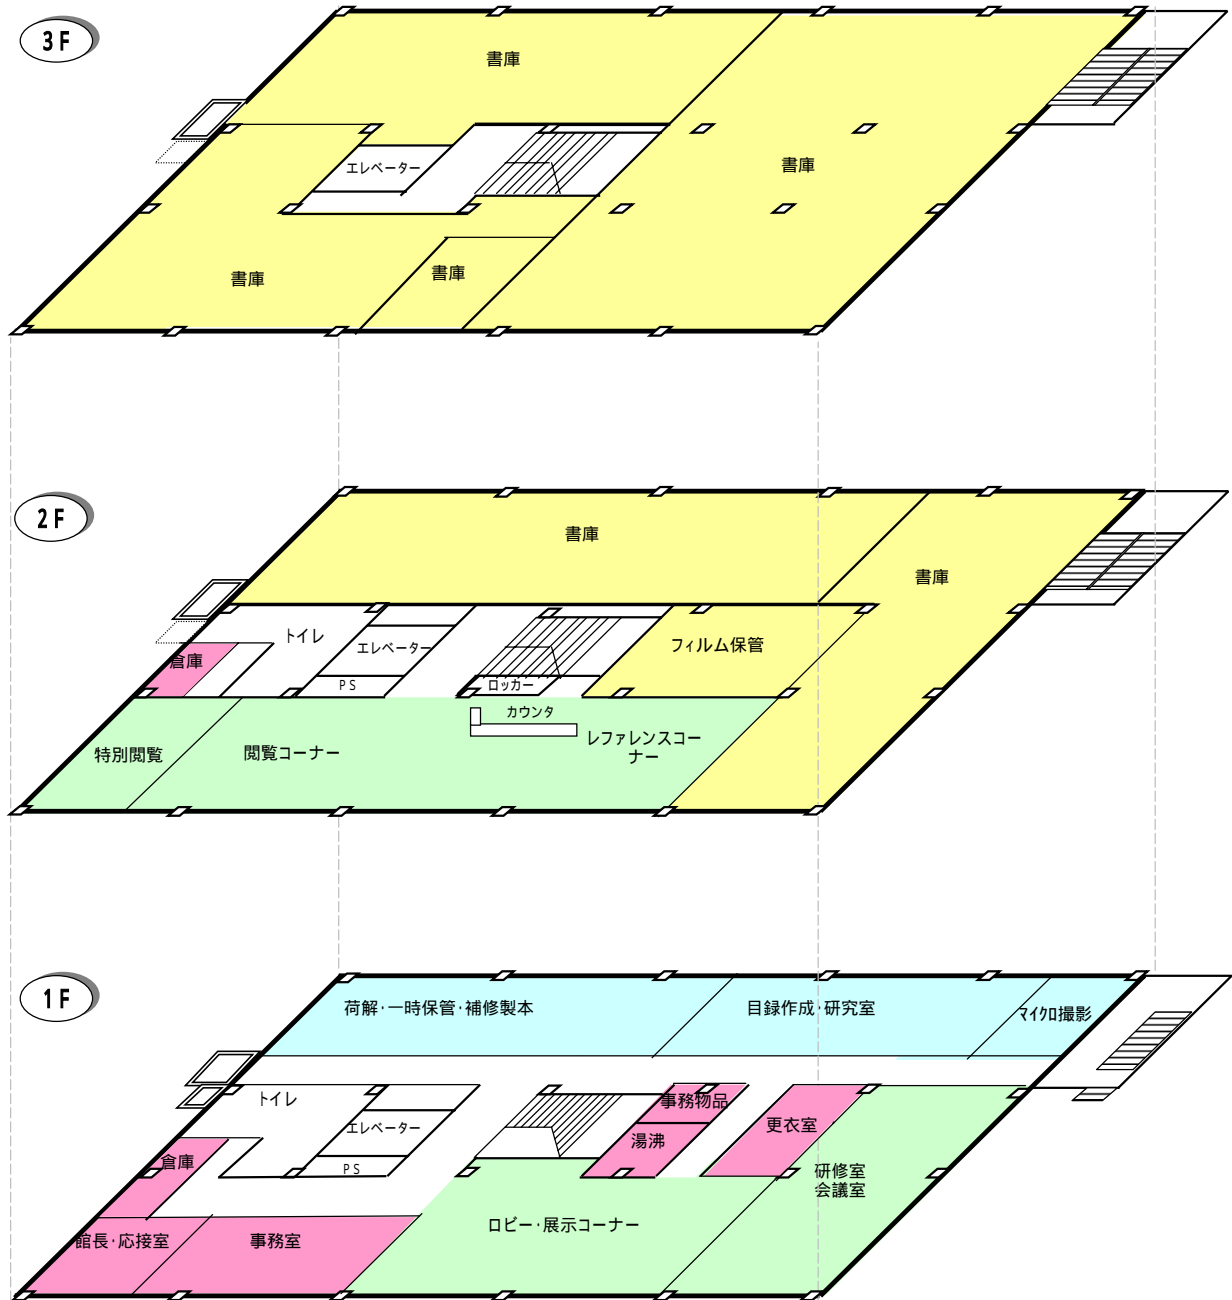 3F
書庫
エレベーター
書庫
書庫
書庫
2F
書庫
書庫
トイレ
エレベーター
フィルム保管
倉庫
PS
ロッカー
カウンタ
特別閲覧
閲覧コーナー
レファレンスコー
ナー
1F
荷解・一時保管・補修製本
目録作成・研究室
マイクロ撮影
トイレ
エレベーター
事務物品
更衣室
湯沸
倉庫
PS
研修室
会議室
ロビー・展示コーナー
館長・応接室
事務室